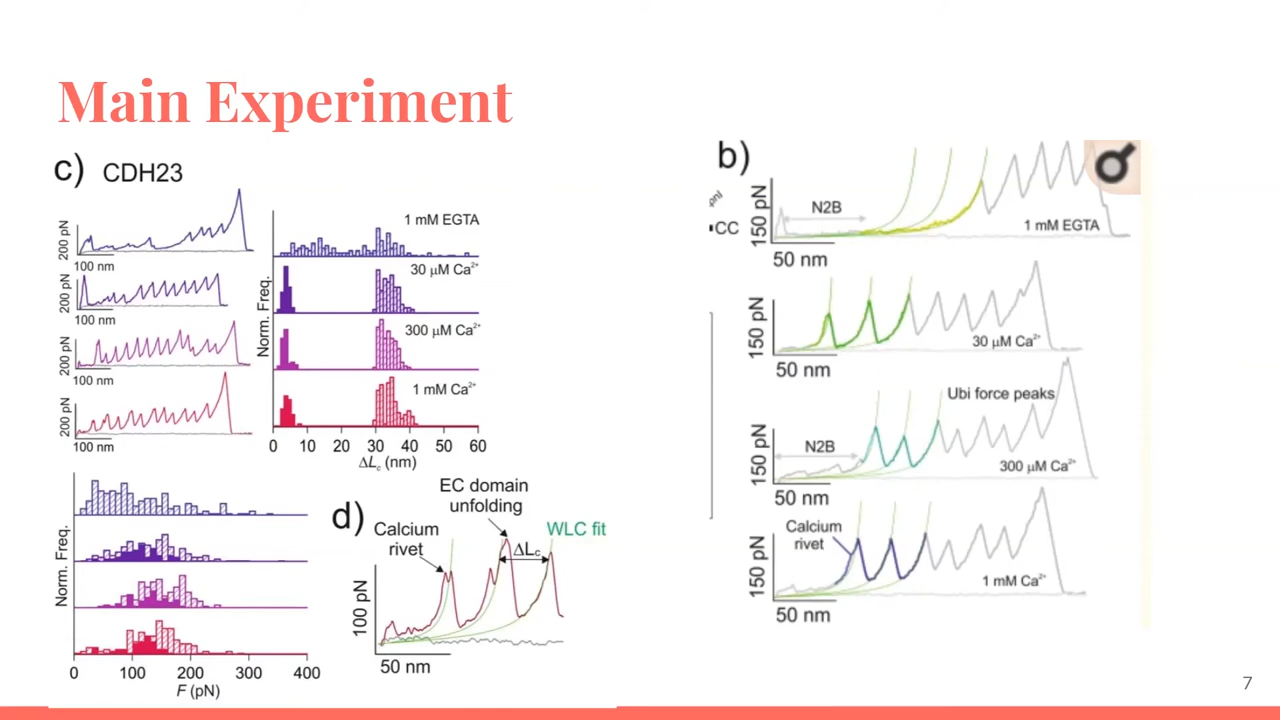 Main Experiment
c) CDH23
200 pN
100 nm
200 pN
100 nm
200 pN
100 nm
200 pN
100 nm
Norm. Freq.
1 mM EGTA
30 µM Ca²⁺
300 µM Ca²⁺
1 mM Ca²⁺
0 10 20 30 40 50 60
ΔLc (nm)
Norm. Freq.
0 100 200 300 400
F (pN)
d)
Calcium
rivet
EC domain
unfolding
WLC fit
ΔLc
100 pN
50 nm
b)
CC
150 pN
N2B
1 mM EGTA
50 nm
150 pN
30 µM Ca²⁺
50 nm
Ubi force peaks
150 pN
N2B
300 µM Ca²⁺
50 nm
Calcium
rivet
150 pN
1 mM Ca²⁺
50 nm
7